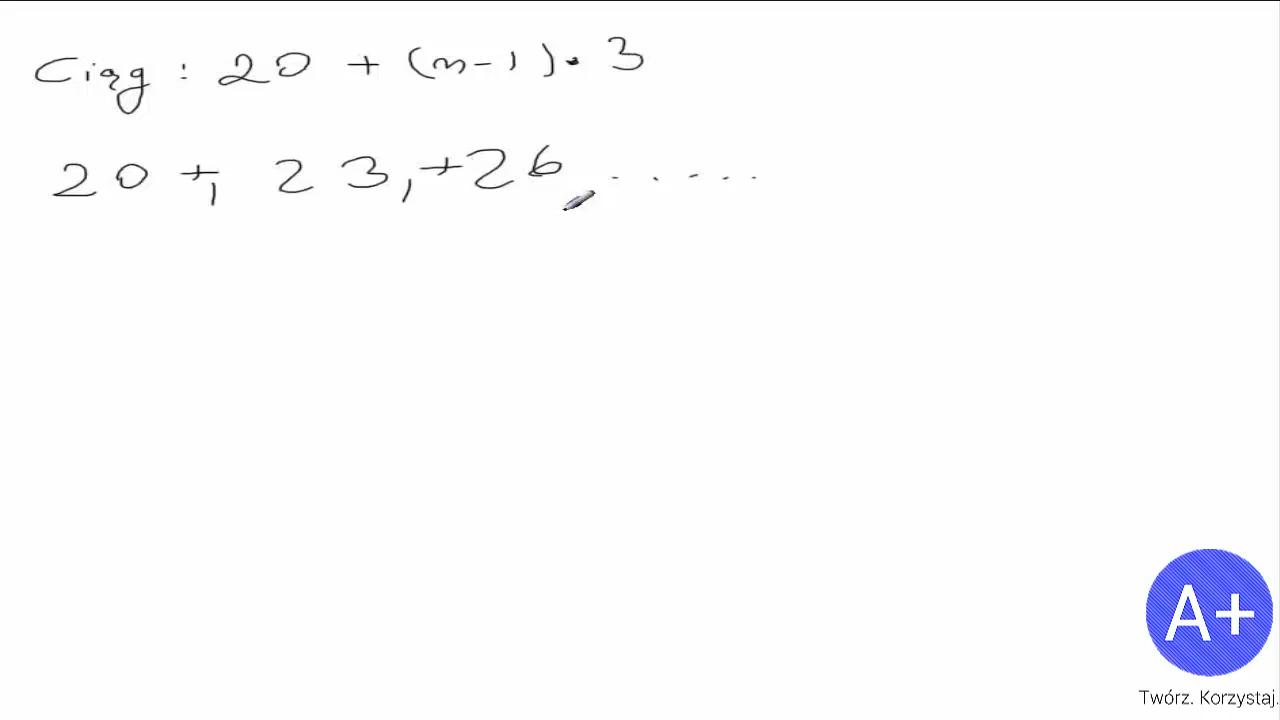 Ciąg : 20 + (n-1) · 3
20 +, 23, +26, .....
A+
Twórz. Korzystaj.